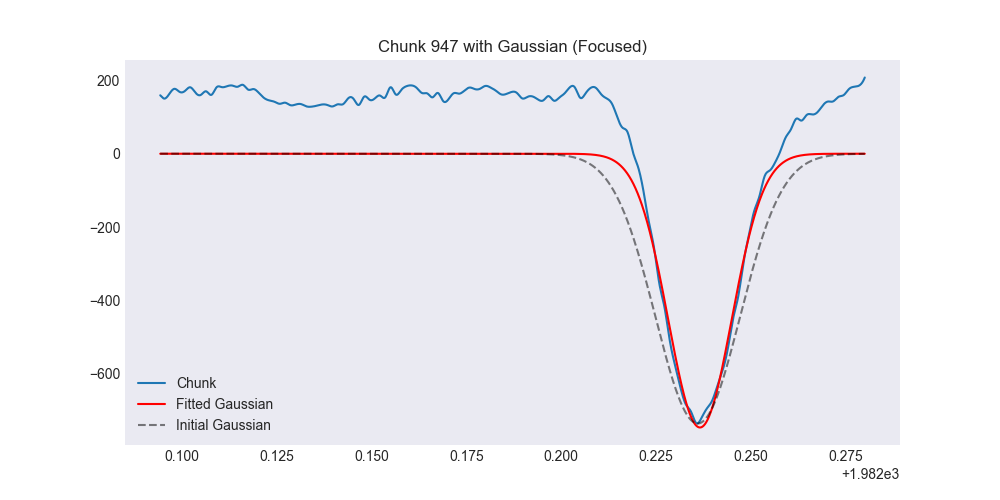 Chunk 947 with Gaussian (Focused)
200
0
−200
−400
−600
Chunk
Fitted Gaussian
Initial Gaussian
0.100 0.125 0.150 0.175 0.200 0.225 0.250 0.275
+1.982e3